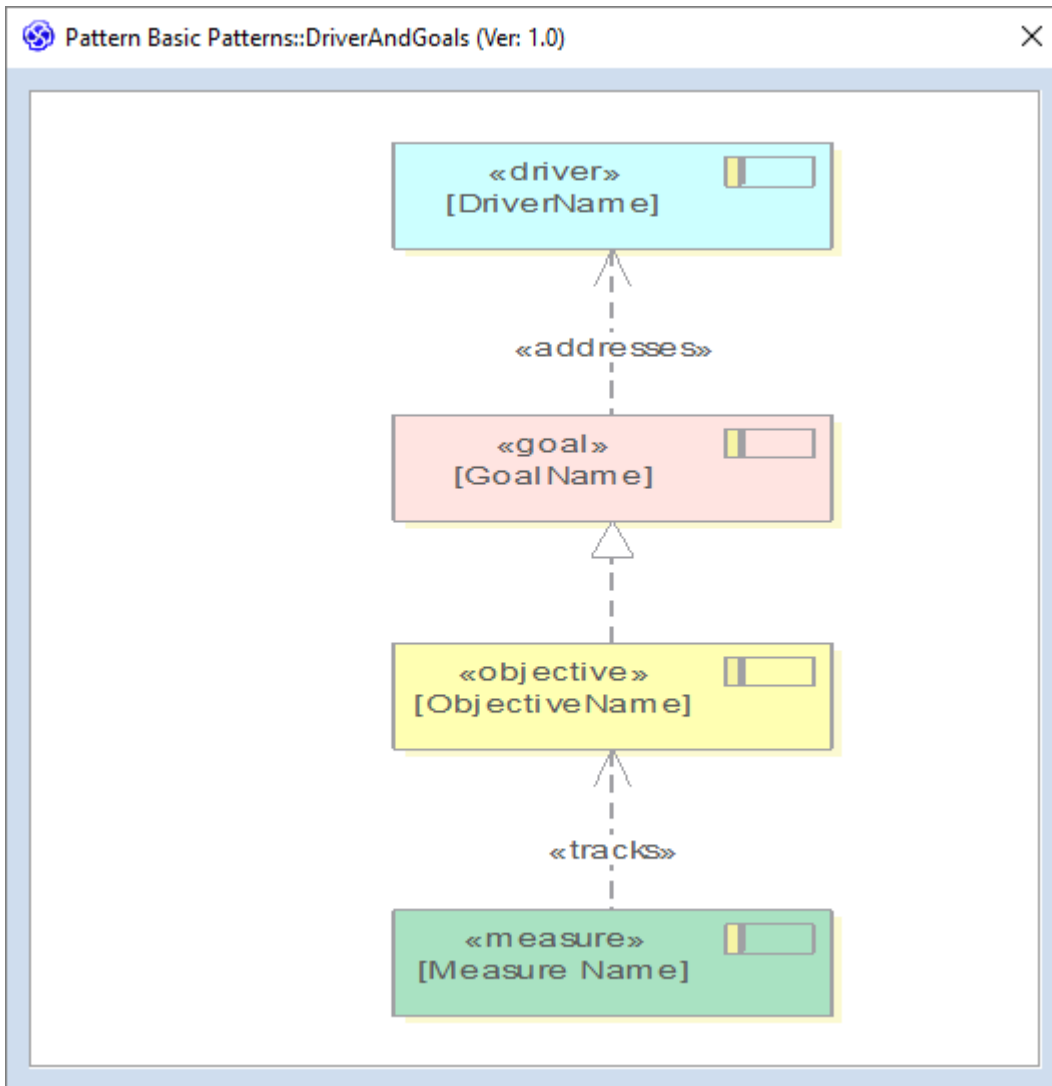 Pattern Basic Patterns::DriverAndGoals (Ver: 1.0)
«driver»
[DriverName]
«addresses»
«goal»
[GoalName]
«objective»
[ObjectiveName]
«tracks»
«measure»
[Measure Name]